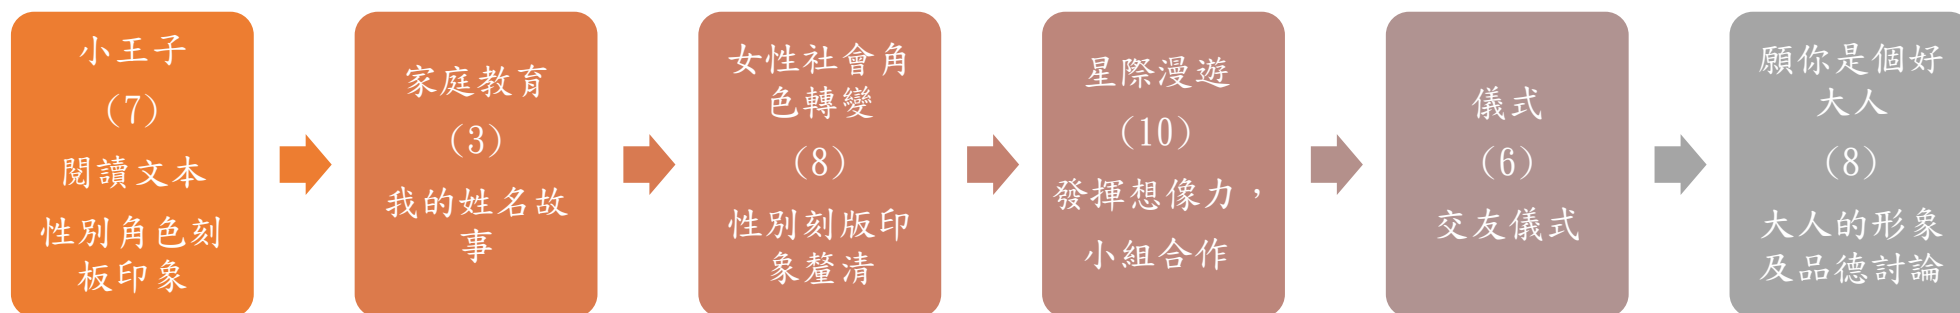 小王子
(7)
閱讀文本
性別角色刻
板印象
家庭教育
(3)
我的姓名故
事
女性社會角
色轉變
(8)
性別刻版印
象釐清
星際漫遊
(10)
發揮想像力，
小組合作
儀式
(6)
交友儀式
願你是個好
大人
(8)
大人的形象
及品德討論